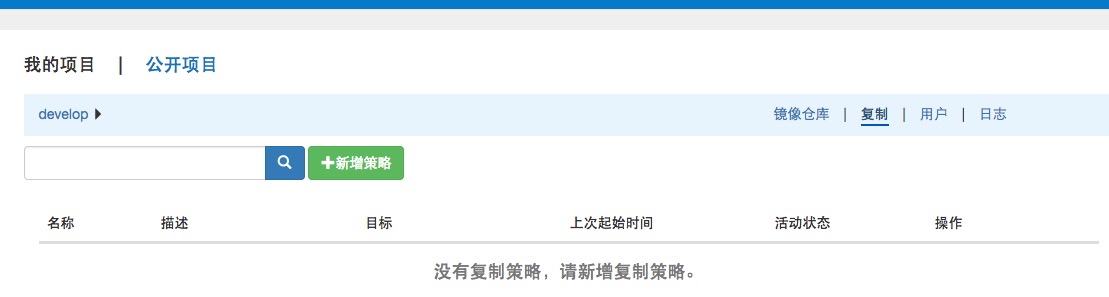 我的项目 | 公开项目
develop 镜像仓库 | 复制 | 用户 | 日志
新增策略
名称 描述 目标 上次起始时间 活动状态 操作
没有复制策略，请新增复制策略。